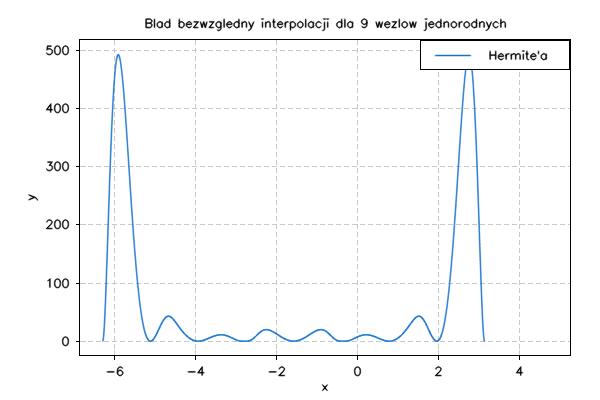 Blad bezwzgledny interpolacji dla 9 wezlow jednorodnych
Hermite'a
500
400
300
200
100
0
y
−6 −4 −2 0 2 4
x